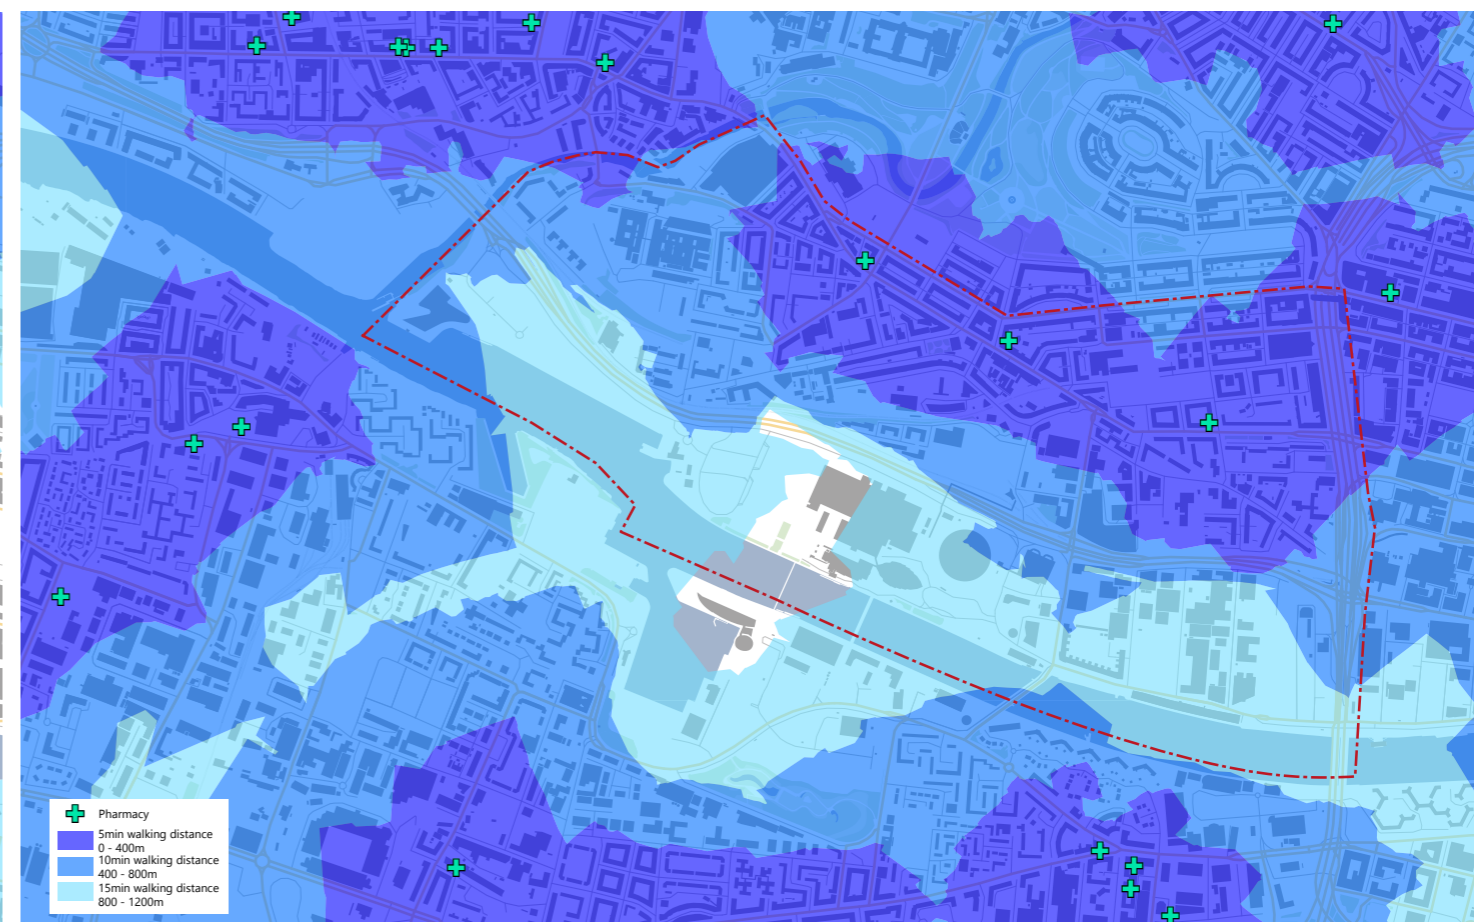 Pharmacy
5min walking distance
0 - 400m
10min walking distance
400 - 800m
15min walking distance
800 - 1200m